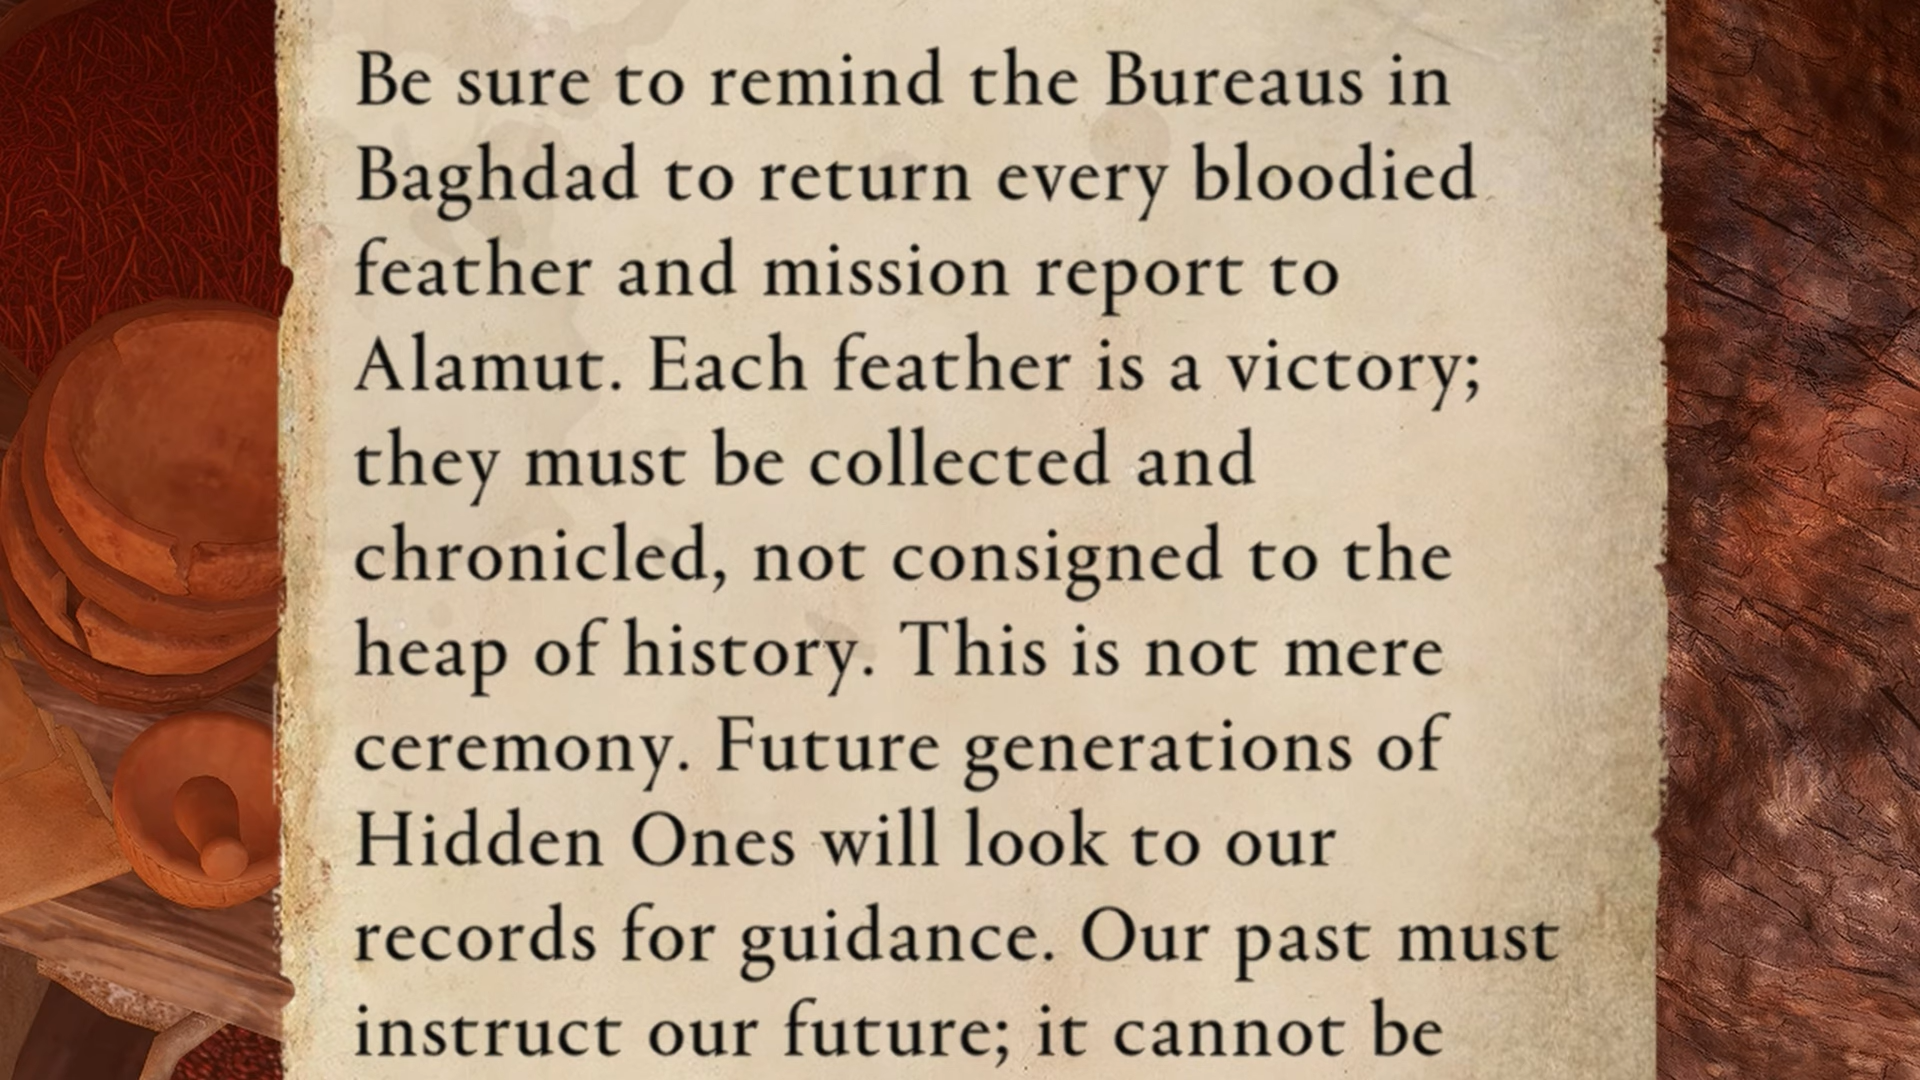 Be sure to remind the Bureaus in
Baghdad to return every bloodied
feather and mission report to
Alamut. Each feather is a victory;
they must be collected and
chronicled, not consigned to the
heap of history. This is not mere
ceremony. Future generations of
Hidden Ones will look to our
records for guidance. Our past must
instruct our future; it cannot be